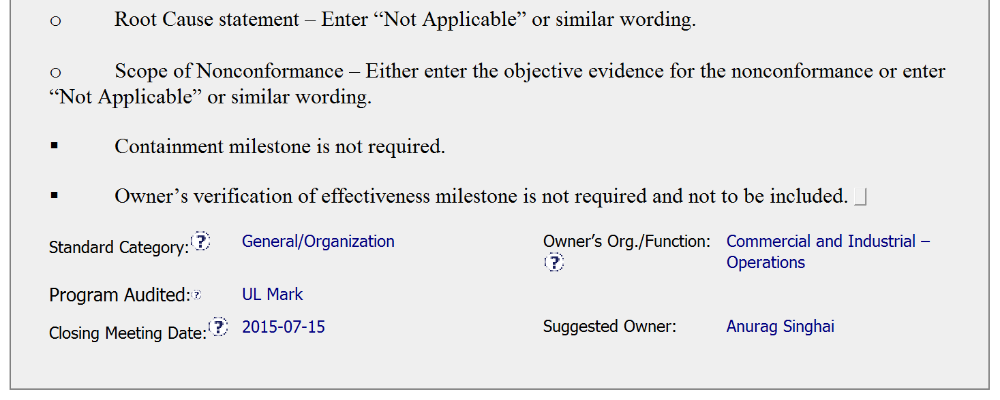 o Root Cause statement – Enter “Not Applicable” or similar wording.
o Scope of Nonconformance – Either enter the objective evidence for the nonconformance or enter
“Not Applicable” or similar wording.
▪ Containment milestone is not required.
▪ Owner’s verification of effectiveness milestone is not required and not to be included.
Standard Category: ? General/Organization Owner’s Org./Function: Commercial and Industrial –
? Operations
Program Audited: ? UL Mark
Closing Meeting Date: ? 2015-07-15 Suggested Owner: Anurag Singhai